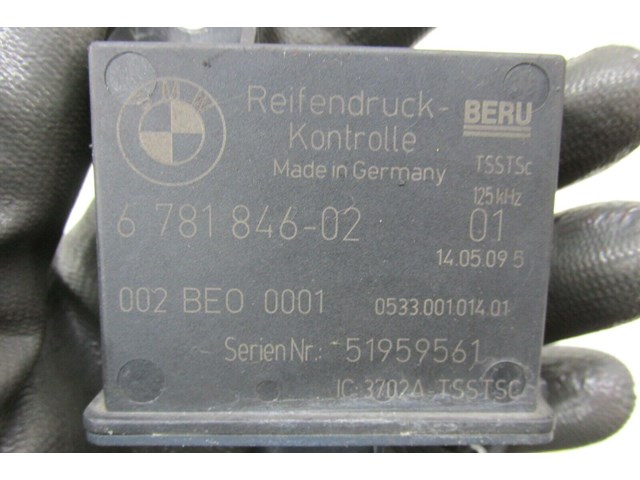 BMW
Reifendruck-
Kontrolle
Made in Germany
BERU
TSSTSc
125 kHz
6 781 846-02
01
14.05.09 5
002 BEO 0001
0533.001.014.01
Serien Nr.: 51959561
IC: 3702A-TSSTSC